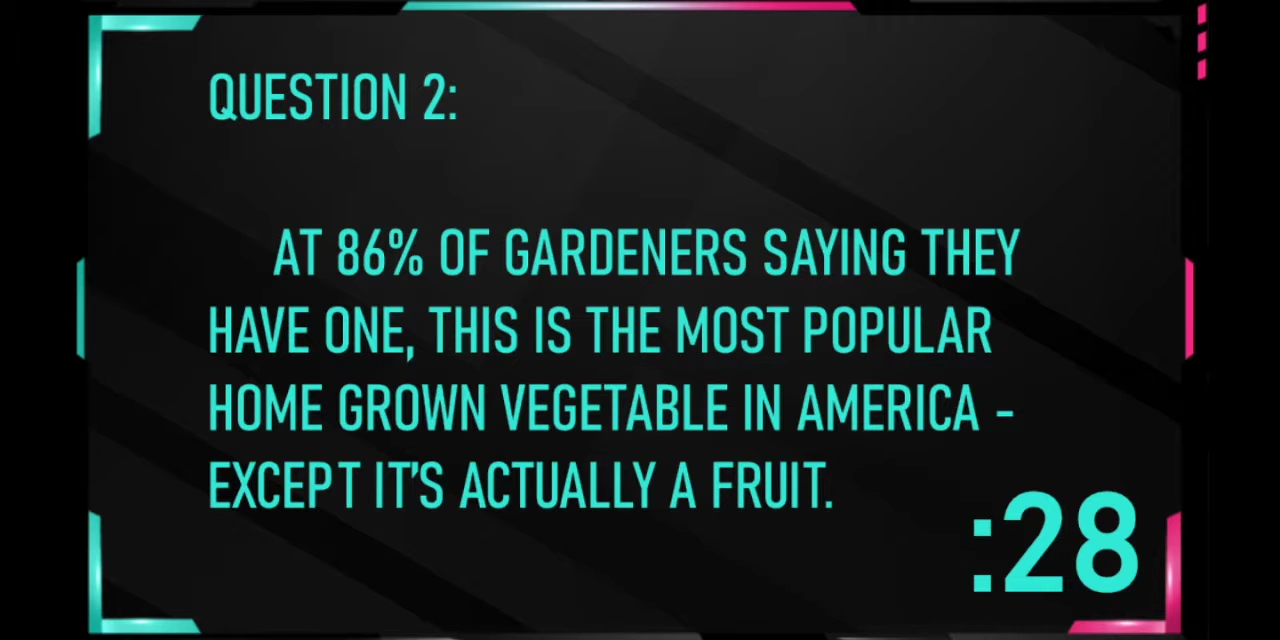 QUESTION 2:
AT 86% OF GARDENERS SAYING THEY
HAVE ONE, THIS IS THE MOST POPULAR
HOME GROWN VEGETABLE IN AMERICA -
EXCEPT IT'S ACTUALLY A FRUIT.
:28